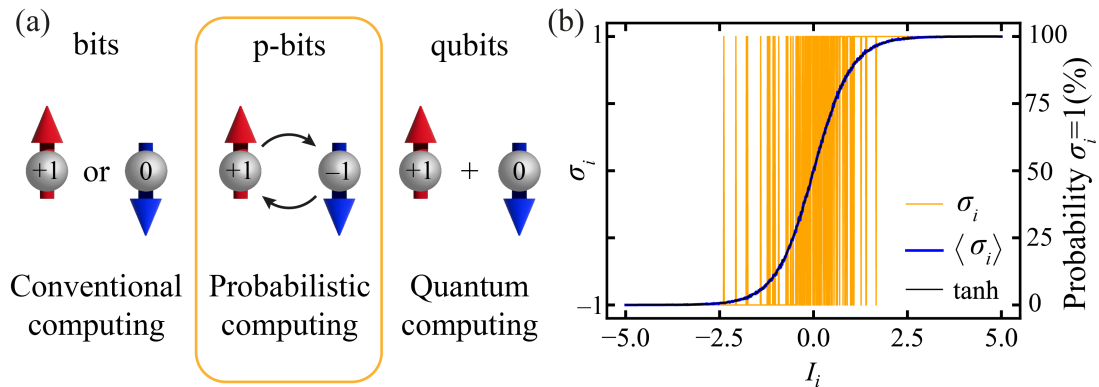 (a)
bits
p-bits
qubits
+1 or 0
+1 −1
+1 + 0
Conventional
computing
Probabilistic
computing
Quantum
computing
(b)
1
σᵢ
−1
−5.0 −2.5 0.0 2.5 5.0
Iᵢ
σᵢ
⟨σᵢ⟩
tanh
100
75
50
25
0
Probability σᵢ=1(%)